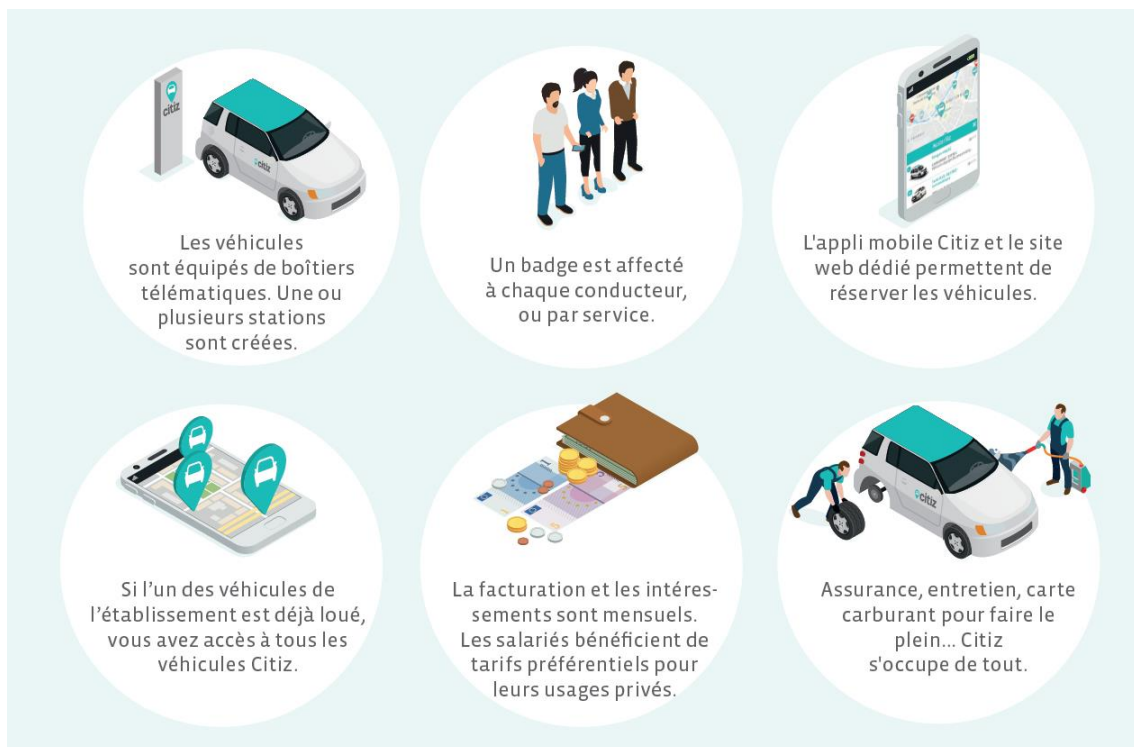 citiz
citiz
Les véhicules
sont équipés de boîtiers
télématiques. Une ou
plusieurs stations
sont créées.
Un badge est affecté
à chaque conducteur,
ou par service.
L'appli mobile Citiz et le site
web dédié permettent de
réserver les véhicules.
Si l’un des véhicules de
l’établissement est déjà loué,
vous avez accès à tous les
véhicules Citiz.
La facturation et les intéres-
sements sont mensuels.
Les salariés bénéficient de
tarifs préférentiels pour
leurs usages privés.
citiz
Assurance, entretien, carte
carburant pour faire le
plein... Citiz
s'occupe de tout.